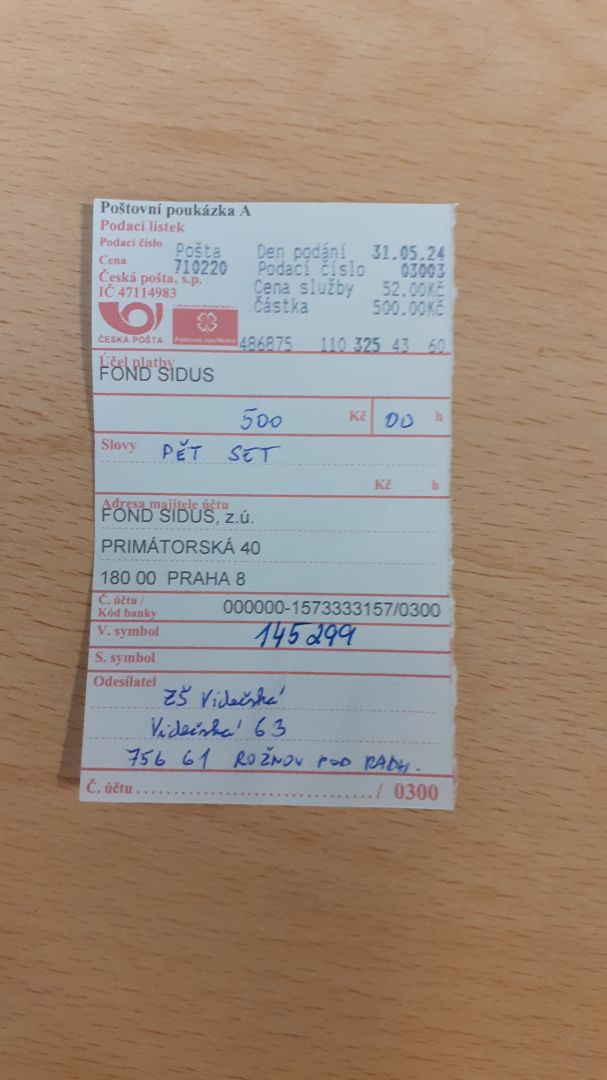 Poštovní poukázka A
Podací lístek
Podací číslo Pošta Den podání 31.05.24
Cena 710220 Podací číslo 03003
Česká pošta, s.p. Cena služby 52.00Kč
IČ 47114983 Částka 500.00Kč
ČESKÁ POŠTA 486875 110 325 43 60
Účel platby
FOND SIDUS
500 Kč 00 h
Slovy PĚT SET
Kč h
Adresa majitele účtu
FOND SIDUS, z.ú.
PRIMÁTORSKÁ 40
180 00 PRAHA 8
Č. účtu /
Kód banky 000000-1573333157/0300
V. symbol 145299
S. symbol
Odesílatel
ZŠ Videčská
Videčská 63
756 61 ROŽNOV POD RADH.
Č. účtu ................................/ 0300